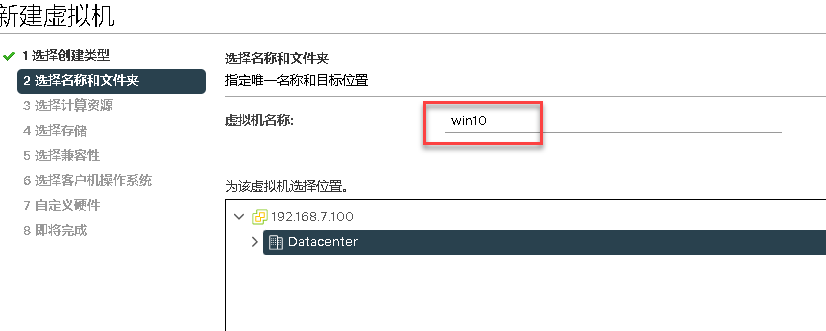 新建虚拟机
1 选择创建类型
2 选择名称和文件夹
3 选择计算资源
4 选择存储
5 选择兼容性
6 选择客户机操作系统
7 自定义硬件
8 即将完成
选择名称和文件夹
指定唯一名称和目标位置
虚拟机名称: win10
为该虚拟机选择位置。
192.168.7.100
Datacenter